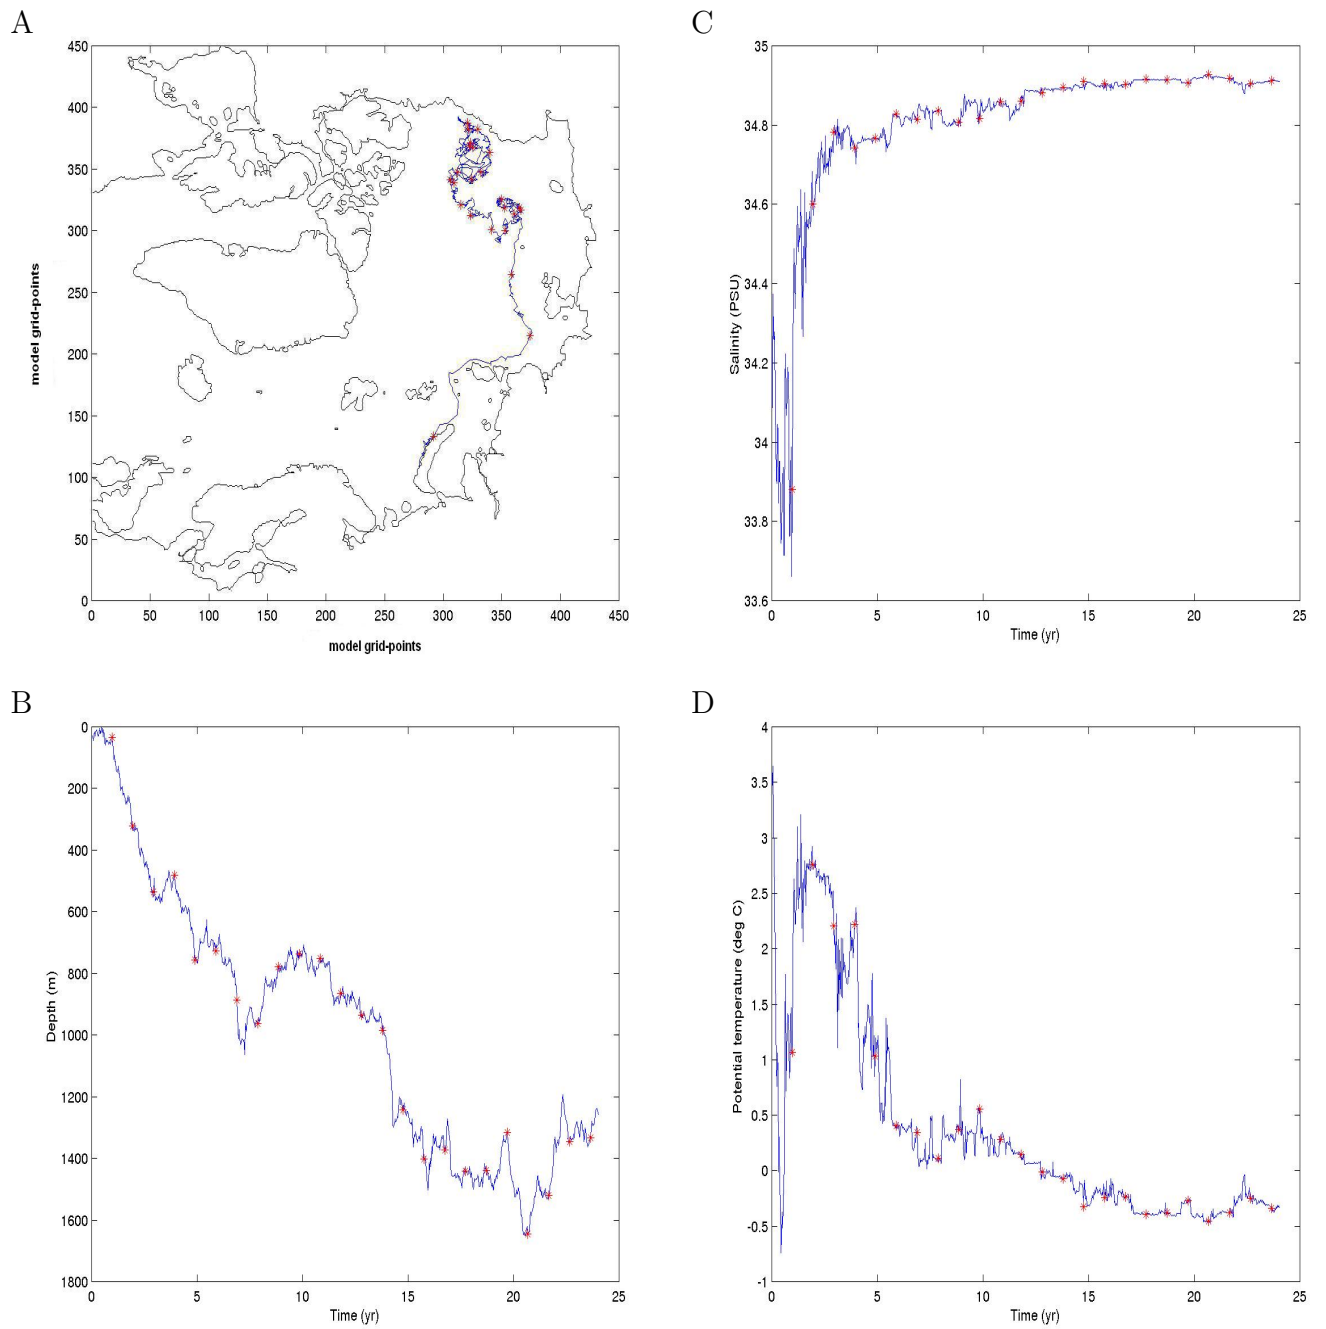 A
450
400
350
300
250
200
150
100
50
0
0 50 100 150 200 250 300 350 400 450
model grid-points
model grid-points
C
35
34.8
34.6
34.4
34.2
34
33.8
33.6
0 5 10 15 20 25
Salinity (PSU)
Time (yr)
B
0
200
400
600
800
1000
1200
1400
1600
1800
0 5 10 15 20 25
Depth (m)
Time (yr)
D
4
3.5
3
2.5
2
1.5
1
0.5
0
-0.5
-1
0 5 10 15 20 25
Potential temperature (deg C)
Time (yr)